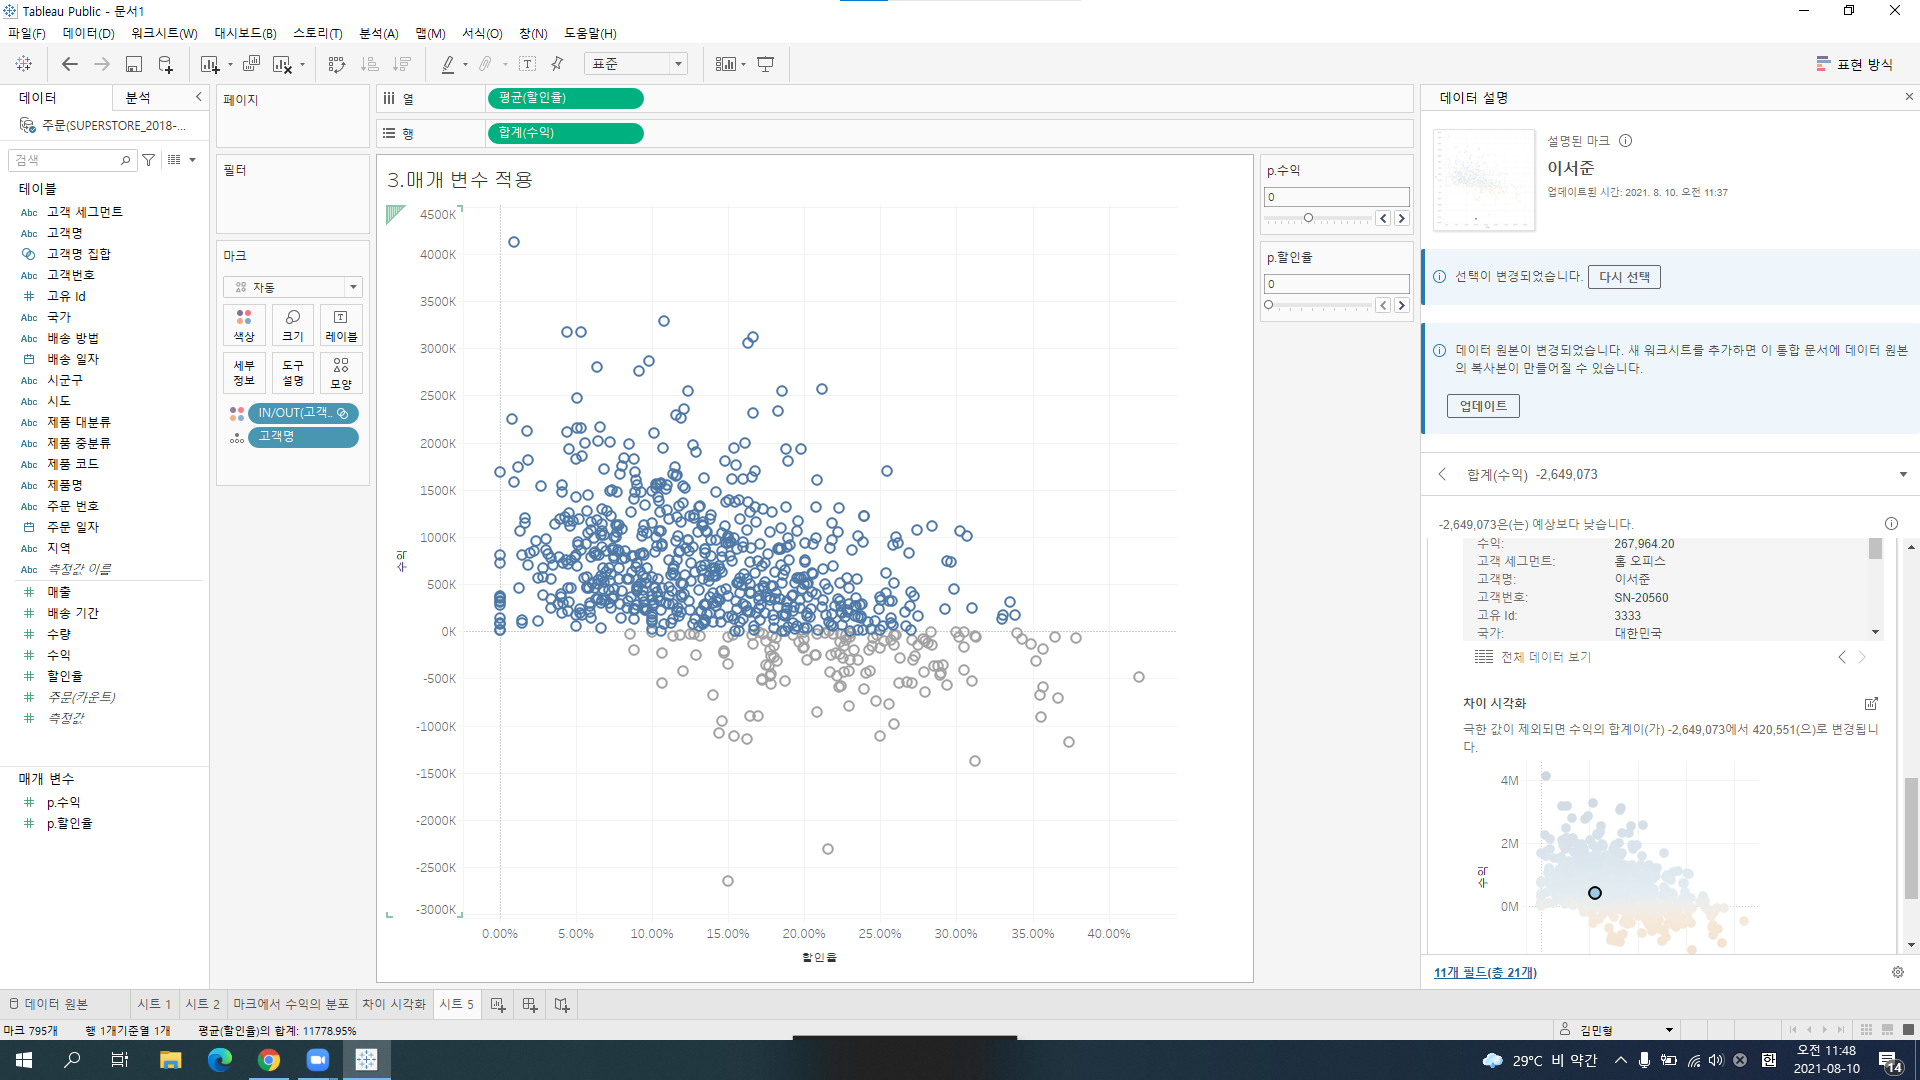 Tableau Public - 문서1
파일(F) 데이터(D) 워크시트(W) 대시보드(B) 스토리(T) 분석(A) 맵(M) 서식(O) 창(N) 도움말(H)
표준
표현 방식
데이터 분석
주문(SUPERSTORE_2018-...
검색
테이블
Abc 고객 세그먼트
Abc 고객명
고객명 집합
Abc 고객번호
# 고유 Id
Abc 국가
Abc 배송 방법
배송 일자
Abc 시군구
Abc 시도
Abc 제품 대분류
Abc 제품 중분류
Abc 제품 코드
Abc 제품명
Abc 주문 번호
주문 일자
Abc 지역
Abc 측정값 이름
# 매출
# 배송 기간
# 수량
# 수익
# 할인율
# 주문(카운트)
# 측정값
매개 변수
# p.수익
# p.할인율
페이지
필터
마크
자동
색상 크기 레이블
세부 정보
도구 설명
모양
IN/OUT(고객..
고객명
열 평균(할인율)
행 합계(수익)
3.매개 변수 적용
4500K
4000K
3500K
3000K
2500K
2000K
1500K
1000K
500K
0K
-500K
-1000K
-1500K
-2000K
-2500K
-3000K
수익
0.00% 5.00% 10.00% 15.00% 20.00% 25.00% 30.00% 35.00% 40.00%
할인율
p.수익
0
p.할인율
0
데이터 설명
설명된 마크
이서준
업데이트된 시간: 2021. 8. 10. 오전 11:37
선택이 변경되었습니다. 다시 선택
데이터 원본이 변경되었습니다. 새 워크시트를 추가하면 이 통합 문서에 데이터 원본
의 복사본이 만들어질 수 있습니다.
업데이트
합계(수익) -2,649,073
-2,649,073은(는) 예상보다 낮습니다.
수익: 267,964.20
고객 세그먼트: 홈 오피스
고객명: 이서준
고객번호: SN-20560
고유 Id: 3333
국가: 대한민국
전체 데이터 보기
차이 시각화
극한 값이 제외되면 수익의 합계이(가) -2,649,073에서 420,551(으)로 변경됩니
다.
4M
2M
0M
수익
11개 필드(총 21개)
데이터 원본 시트 1 시트 2 마크에서 수익의 분포 차이 시각화 시트 5
마크 795개 행 1개기준열 1개 평균(할인율)의 합계: 11778.95%
김민형
29°C 비 약간
한
오전 11:48
2021-08-10
14